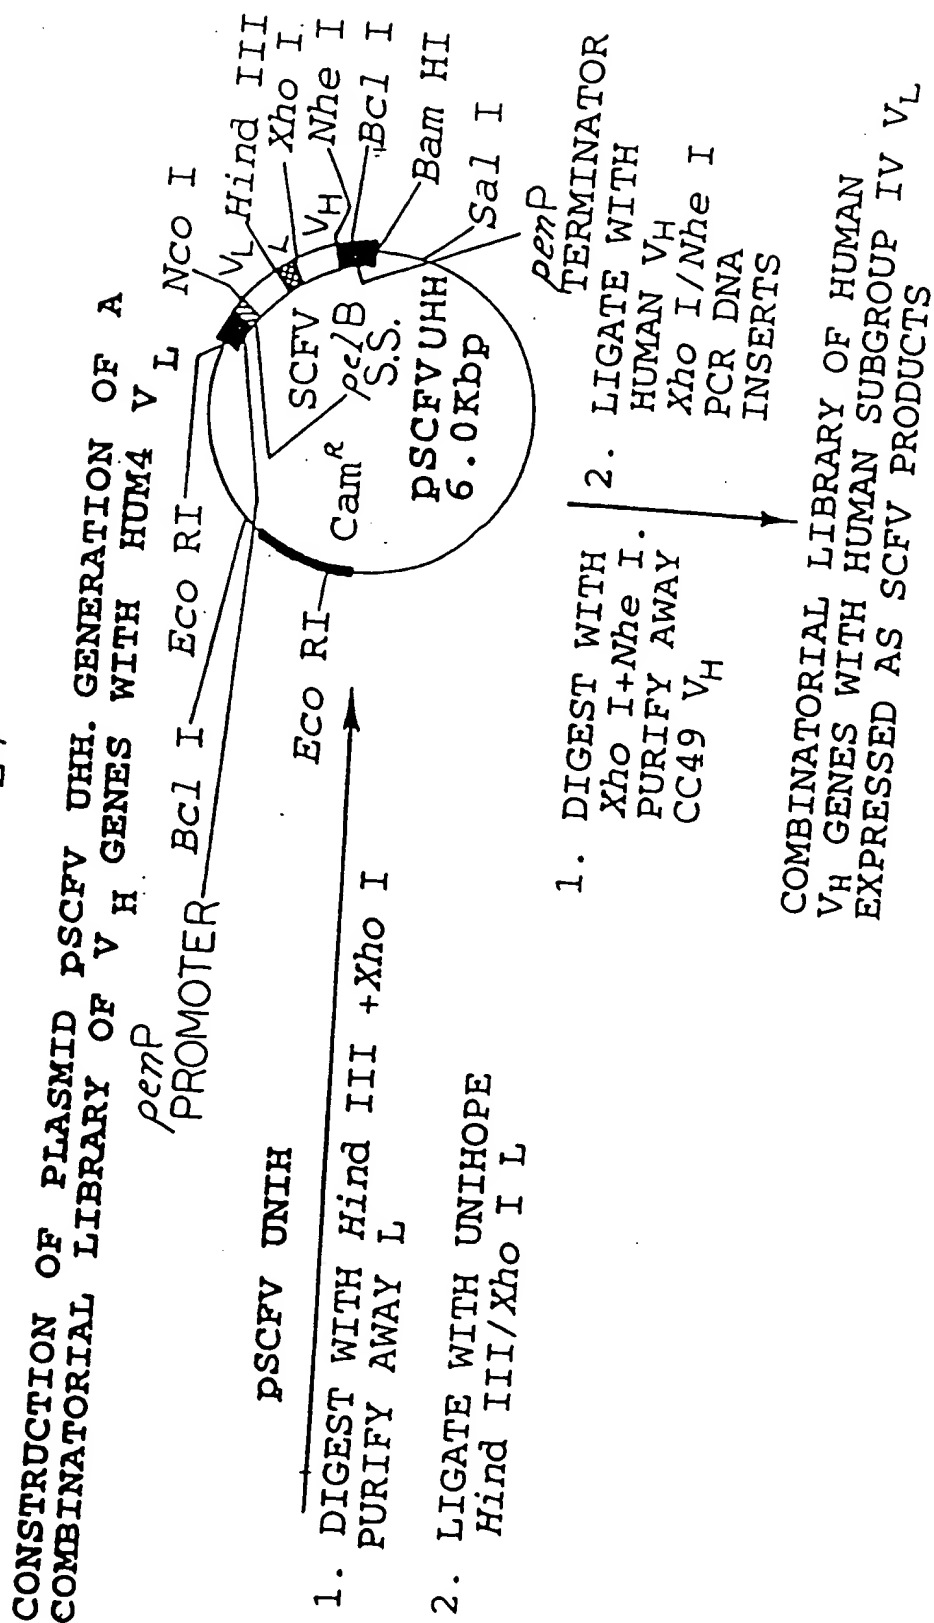 CONSTRUCTION OF PLASMID pSCFV UHH. GENERATION OF A
COMBINATORIAL LIBRARY OF VH GENES WITH HUM4 VL
penP
PROMOTER
Bcl I
Eco RI
Nco I
VL
Hind III
L
Xho I
VH
Nhe I
Bcl I
Bam HI
Sal I
penP
TERMINATOR
Eco RI
CamR
SCFV
pelB
S.S.
pSCFVUHH
6.0Kbp
pSCFV UNIH
1. DIGEST WITH Hind III +Xho I
PURIFY AWAY L
2. LIGATE WITH UNIHOPE
Hind III/Xho I L
1. DIGEST WITH
Xho I+Nhe I.
PURIFY AWAY
CC49 VH
2. LIGATE WITH
HUMAN VH
Xho I/Nhe I
PCR DNA
INSERTS
COMBINATORIAL LIBRARY OF HUMAN
VH GENES WITH HUMAN SUBGROUP IV VL
EXPRESSED AS SCFV PRODUCTS